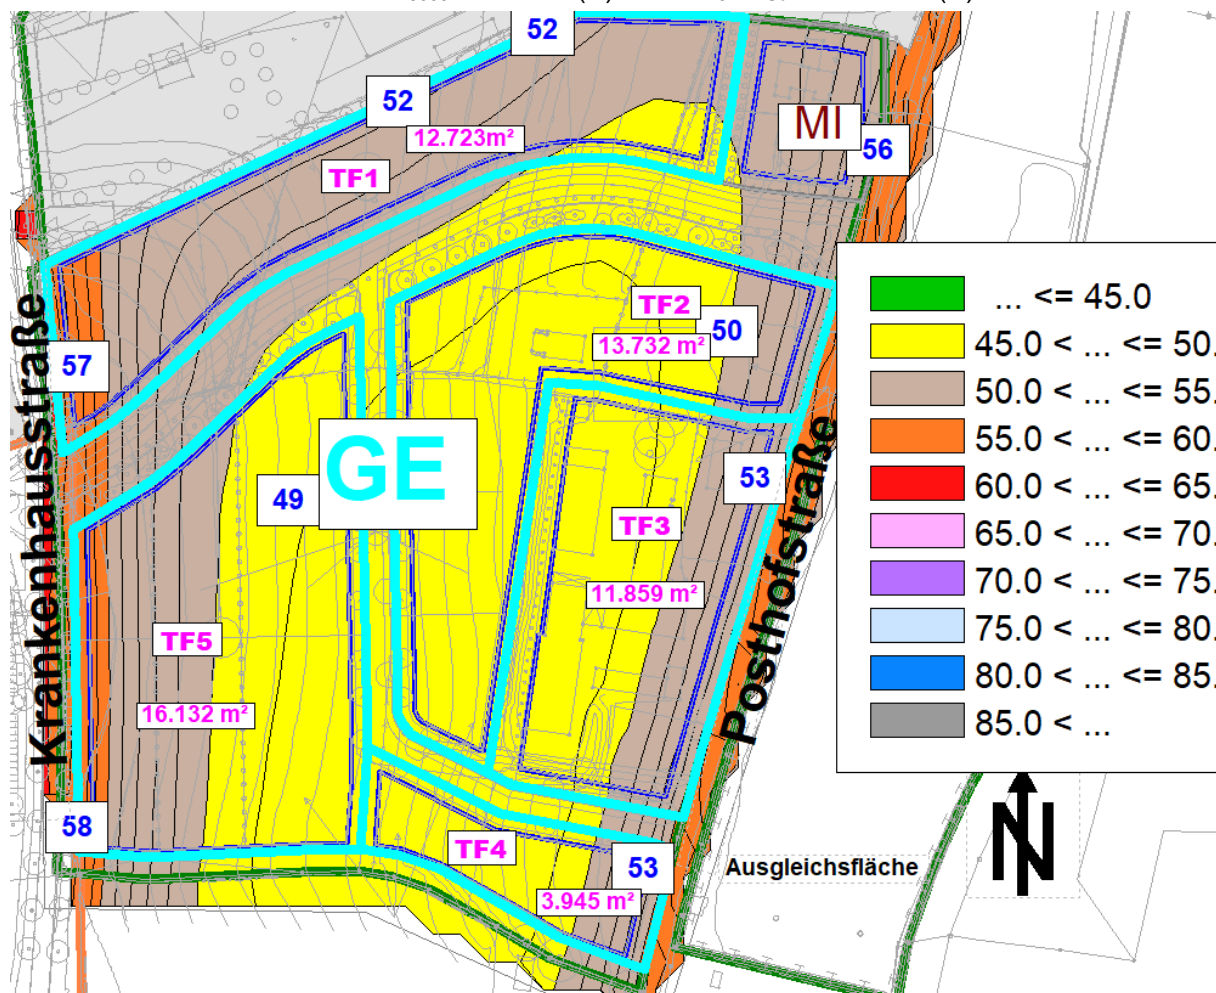 52
52
12.723m²
MI
56
TF1
TF2
50
13.732 m²
57
Krankenhausstraße
GE
49
53
TF3
11.859 m²
Posthofstraße
TF5
16.132 m²
58
TF4
53
3.945 m²
Ausgleichsfläche
N
... <= 45.0
45.0 < ... <= 50.
50.0 < ... <= 55.
55.0 < ... <= 60.
60.0 < ... <= 65.
65.0 < ... <= 70.
70.0 < ... <= 75.
75.0 < ... <= 80.
80.0 < ... <= 85.
85.0 < ...